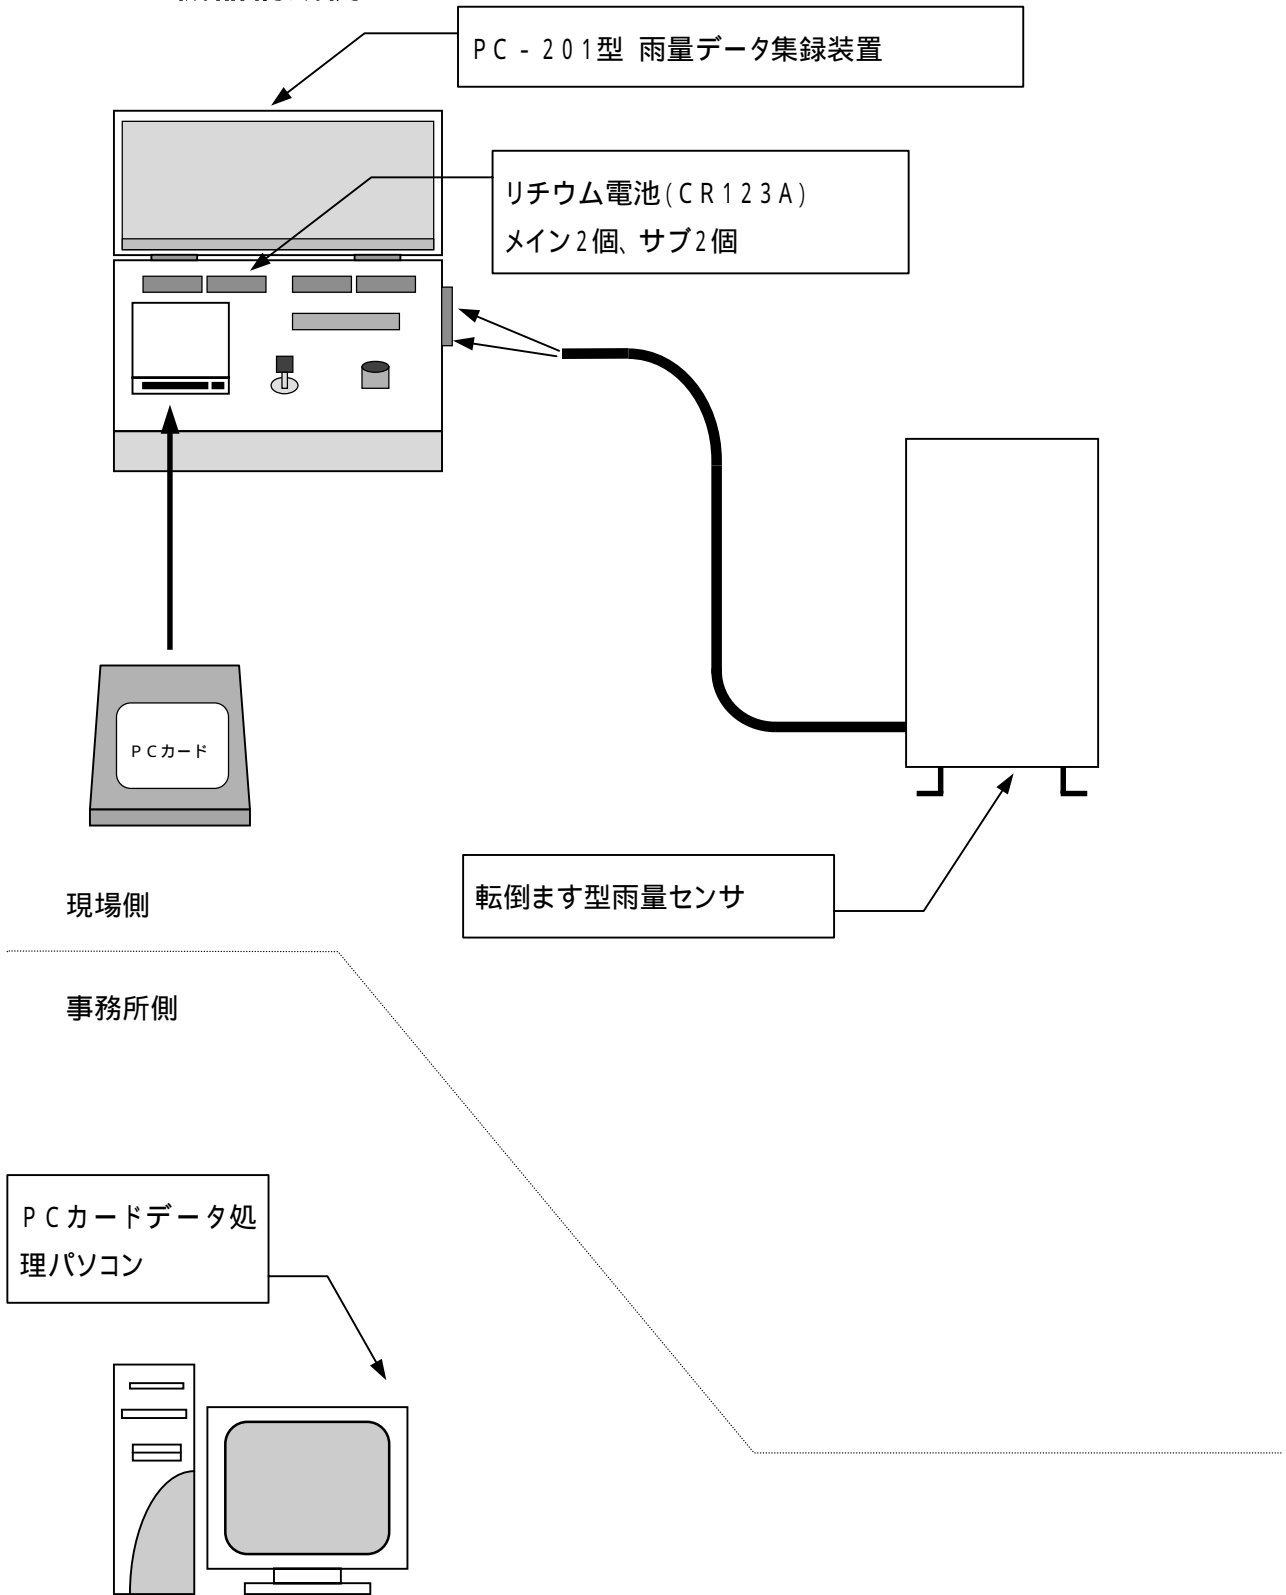 PC-201型 雨量データ集録装置
リチウム電池(CR123A)
メイン2個、サブ2個
PCカード
現場側
転倒ます型雨量センサ
事務所側
PCカードデータ処
理パソコン